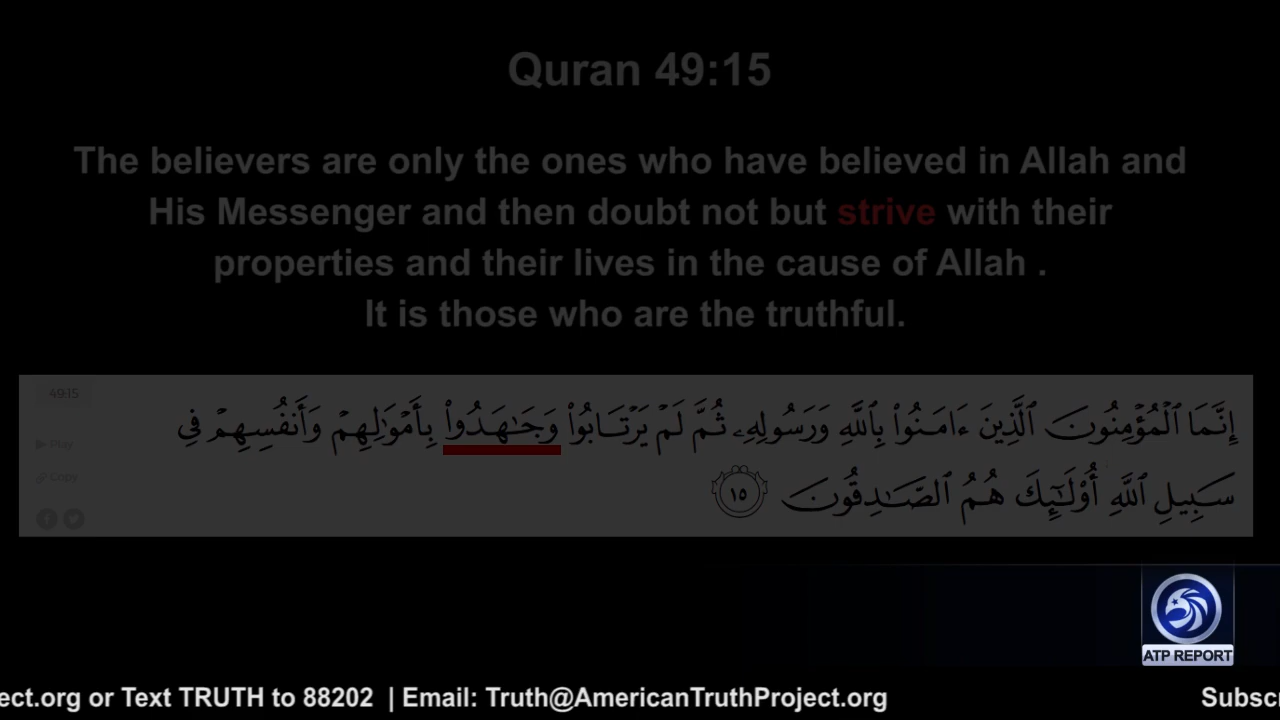 Quran 49:15
The believers are only the ones who have believed in Allah and
His Messenger and then doubt not but strive with their
properties and their lives in the cause of Allah .
It is those who are the truthful.
49:15
Play
Copy
إِنَّمَا ٱلْمُؤْمِنُونَ ٱلَّذِينَ ءَامَنُوا۟ بِٱللَّهِ وَرَسُولِهِۦ ثُمَّ لَمْ يَرْتَابُوا۟ وَجَـٰهَدُوا۟ بِأَمْوَٰلِهِمْ وَأَنفُسِهِمْ فِى
سَبِيلِ ٱللَّهِ أُو۟لَـٰٓئِكَ هُمُ ٱلصَّـٰدِقُونَ ١٥
ATP REPORT
ect.org or Text TRUTH to 88202 | Email: Truth@AmericanTruthProject.org Subscr